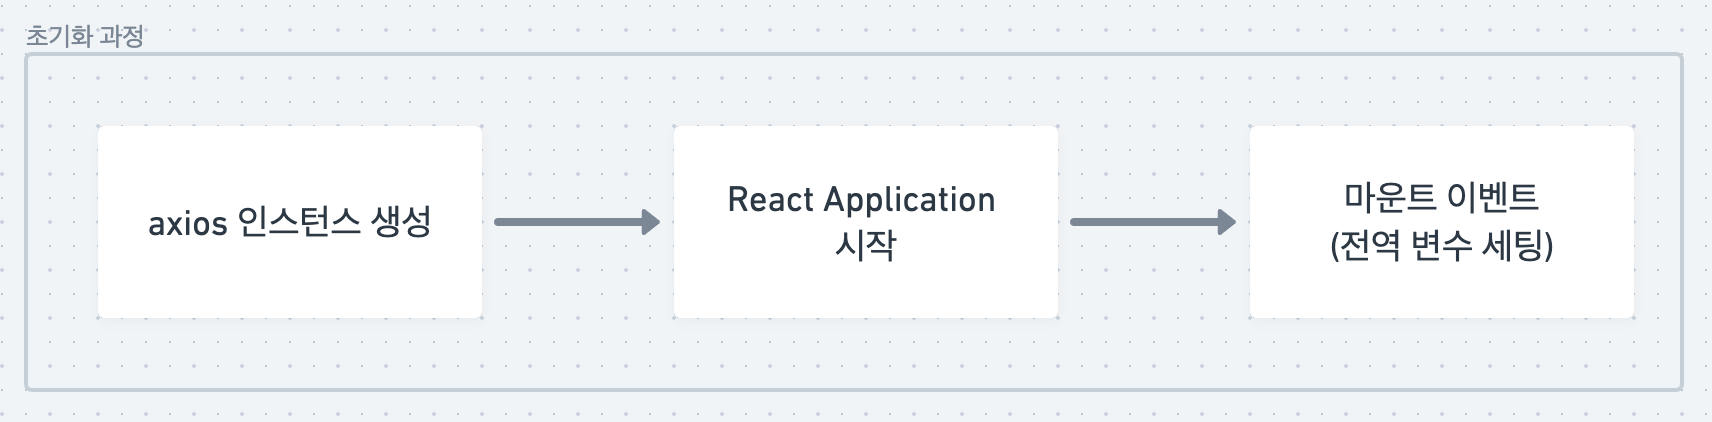 초기화 과정
axios 인스턴스 생성
React Application
시작
마운트 이벤트
(전역 변수 세팅)